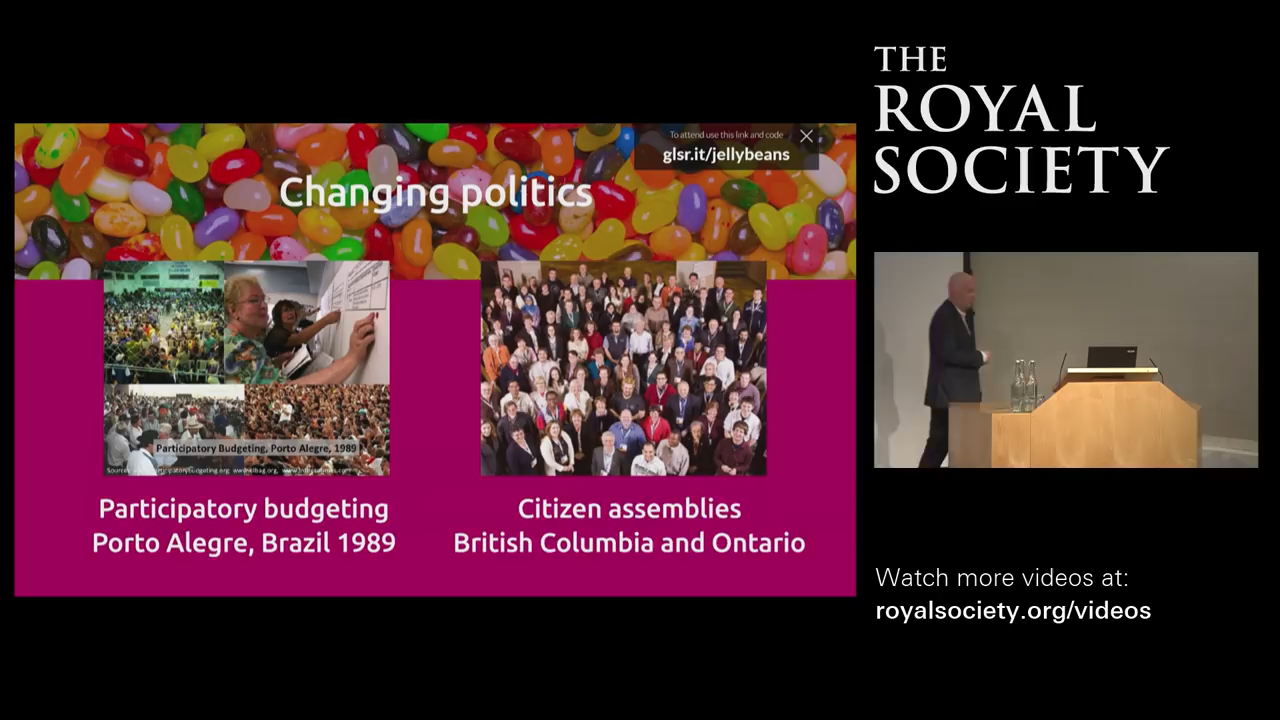 To attend use this link and code
glsr.it/jellybeans
Changing politics
Participatory Budgeting, Porto Alegre, 1989
Participatory budgeting
Porto Alegre, Brazil 1989
Citizen assemblies
British Columbia and Ontario
THE
ROYAL
SOCIETY
Watch more videos at:
royalsociety.org/videos